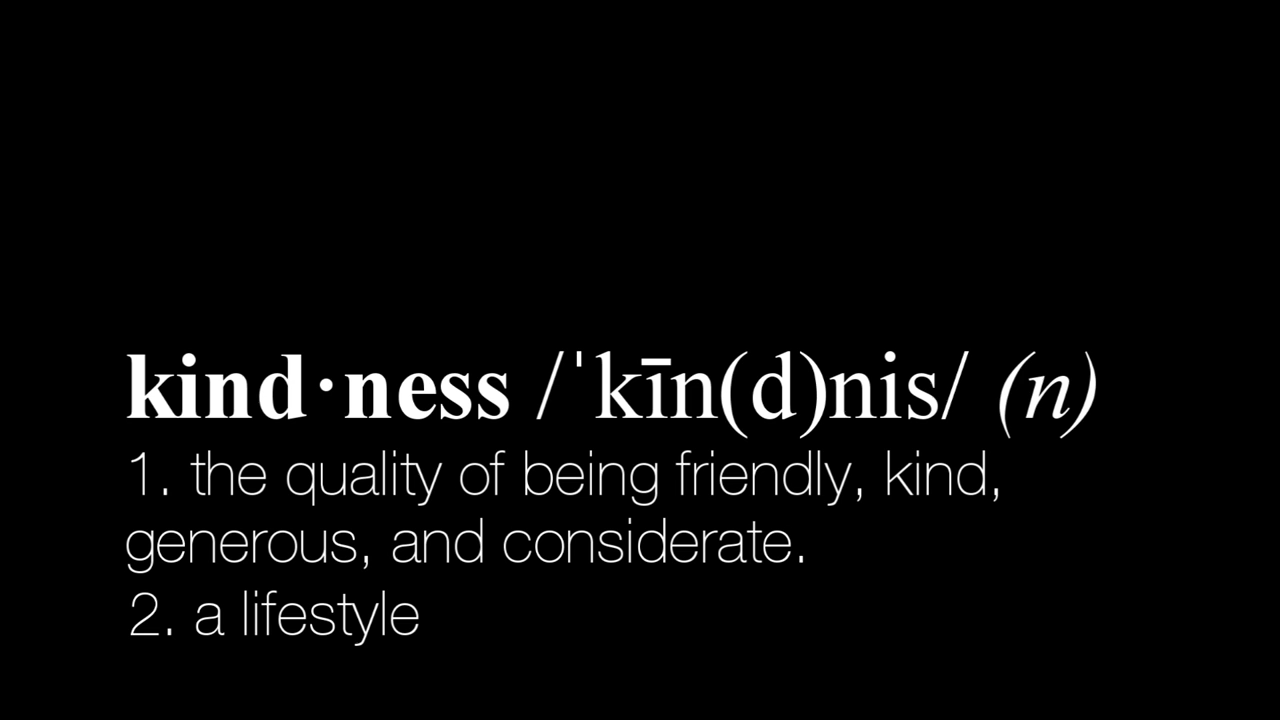 kind·ness /ˈkīn(d)nis/ (n)
1. the quality of being friendly, kind,
generous, and considerate.
2. a lifestyle